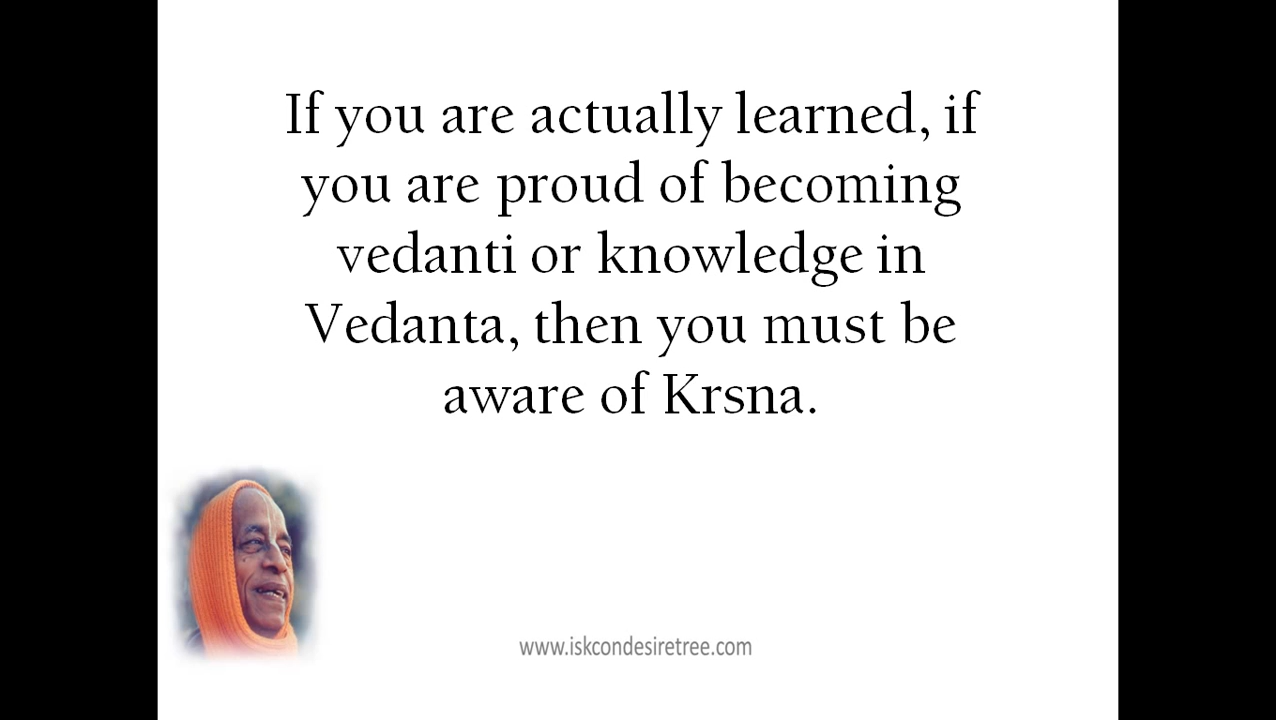 If you are actually learned, if
you are proud of becoming
vedanti or knowledge in
Vedanta, then you must be
aware of Krsna.
www.iskcondesiretree.com